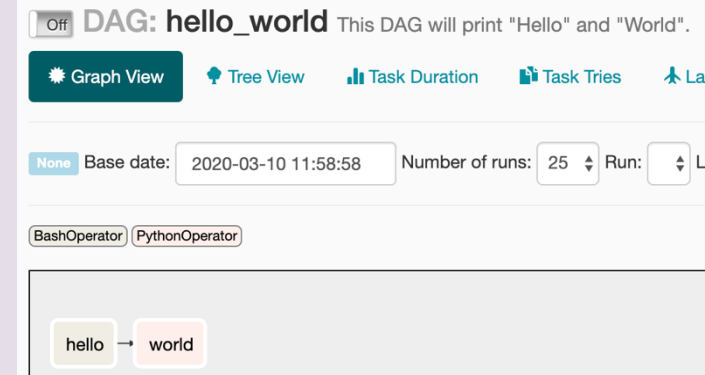 Off DAG: hello_world This DAG will print "Hello" and "World".
Graph View Tree View Task Duration Task Tries La
None Base date: 2020-03-10 11:58:58 Number of runs: 25 Run: L
BashOperator PythonOperator
hello → world